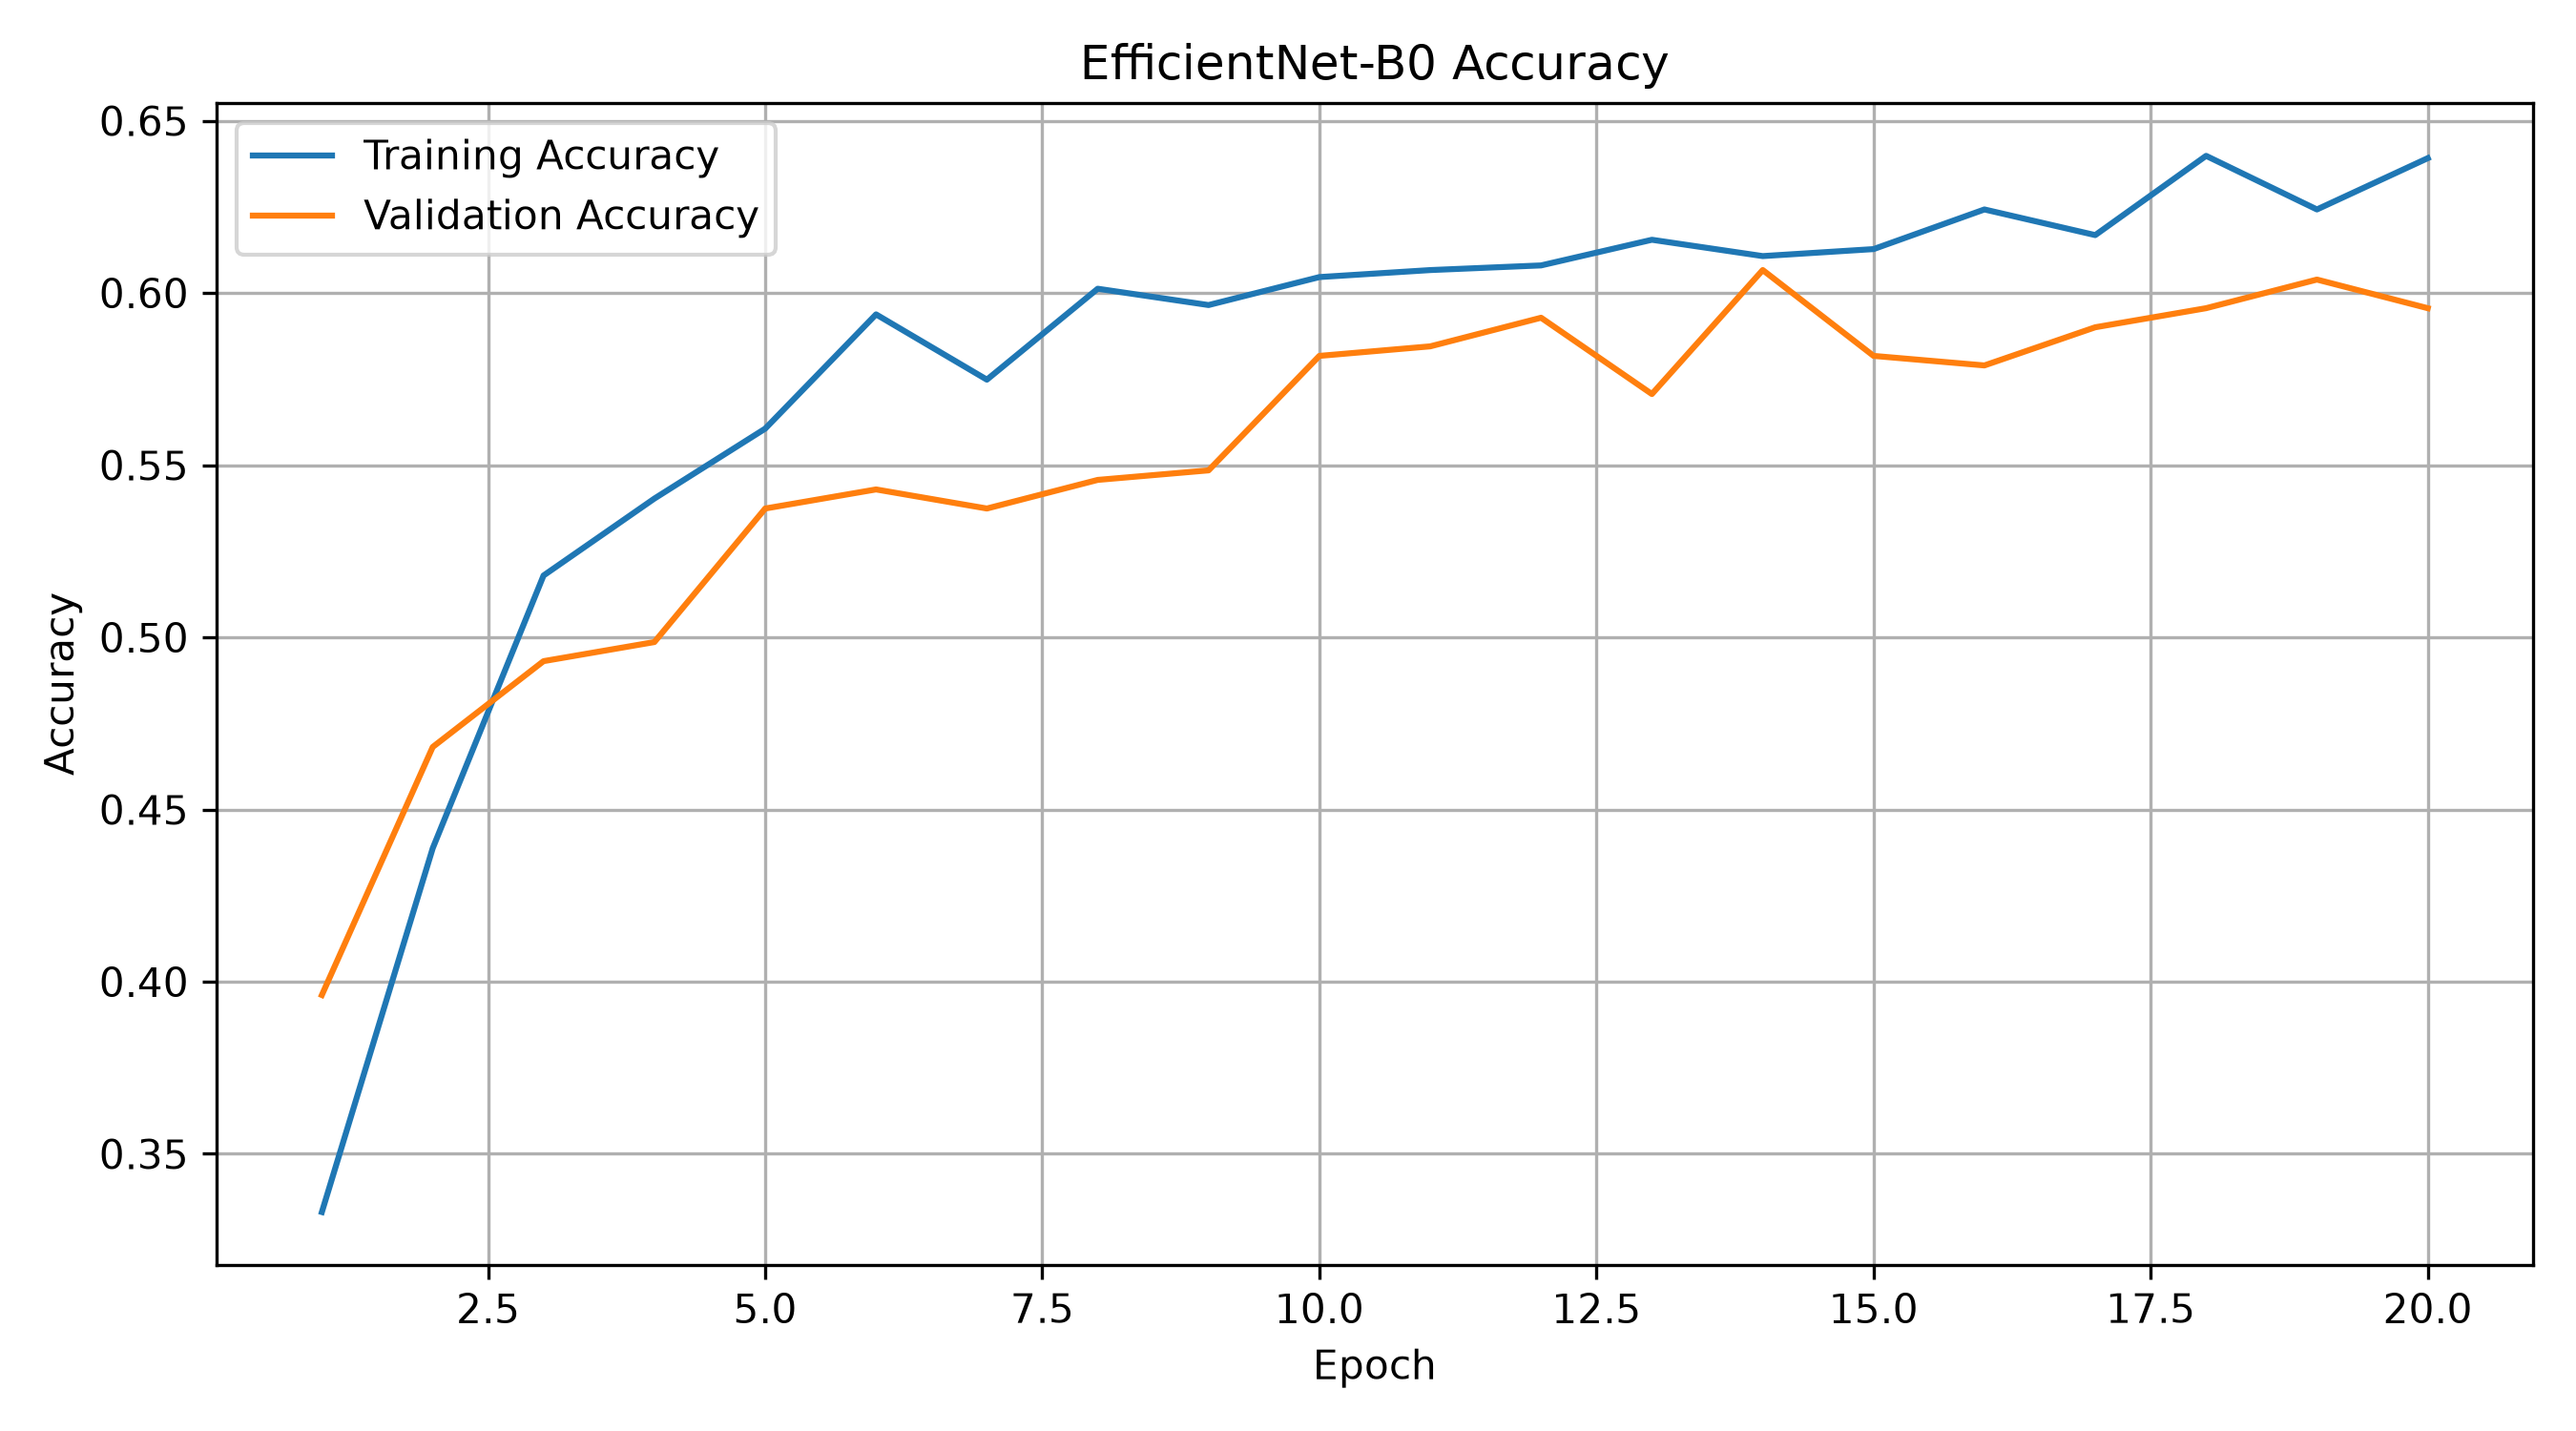 EfficientNet-B0 Accuracy
Training Accuracy
Validation Accuracy
Accuracy
0.65
0.60
0.55
0.50
0.45
0.40
0.35
2.5 5.0 7.5 10.0 12.5 15.0 17.5 20.0
Epoch